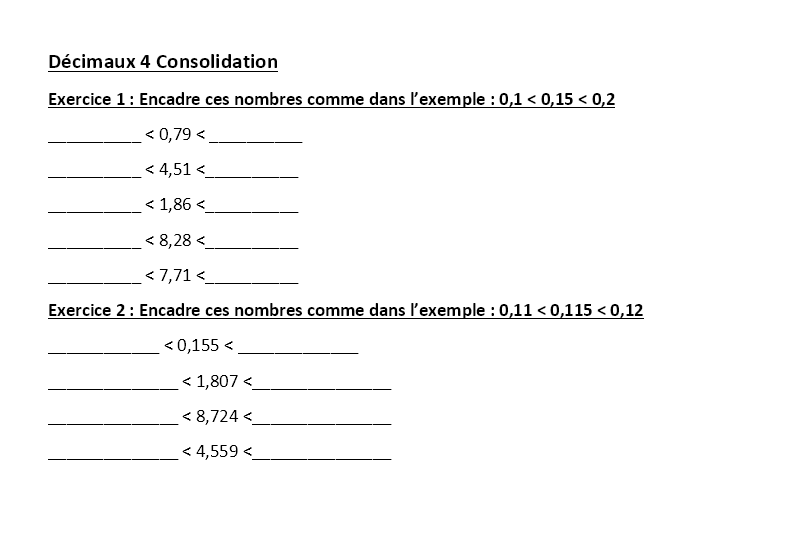 Décimaux 4 Consolidation
Exercice 1 : Encadre ces nombres comme dans l’exemple : 0,1 < 0,15 < 0,2
__________ < 0,79 < __________
__________ < 4,51 <__________
__________ < 1,86 <__________
__________ < 8,28 <__________
__________ < 7,71 <__________
Exercice 2 : Encadre ces nombres comme dans l’exemple : 0,11 < 0,115 < 0,12
____________ < 0,155 < _____________
______________ < 1,807 <_______________
______________ < 8,724 <_______________
______________ < 4,559 <_______________